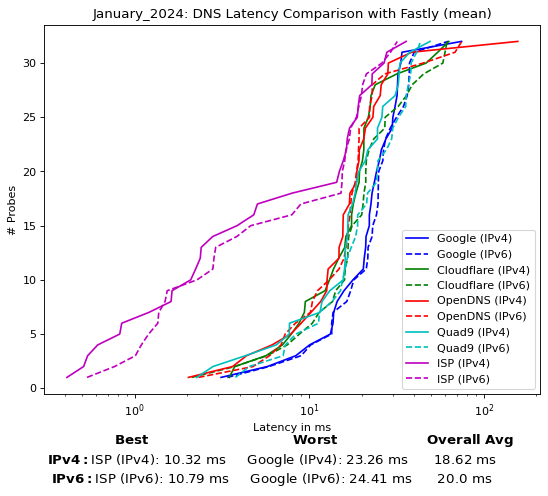 January_2024: DNS Latency Comparison with Fastly (mean)
# Probes
30
25
20
15
10
5
0
Google (IPv4)
Google (IPv6)
Cloudflare (IPv4)
Cloudflare (IPv6)
OpenDNS (IPv4)
OpenDNS (IPv6)
Quad9 (IPv4)
Quad9 (IPv6)
ISP (IPv4)
ISP (IPv6)
10⁰ 10¹ 10²
Latency in ms
Best Worst Overall Avg
IPv4: ISP (IPv4): 10.32 ms Google (IPv4): 23.26 ms 18.62 ms
IPv6: ISP (IPv6): 10.79 ms Google (IPv6): 24.41 ms 20.0 ms